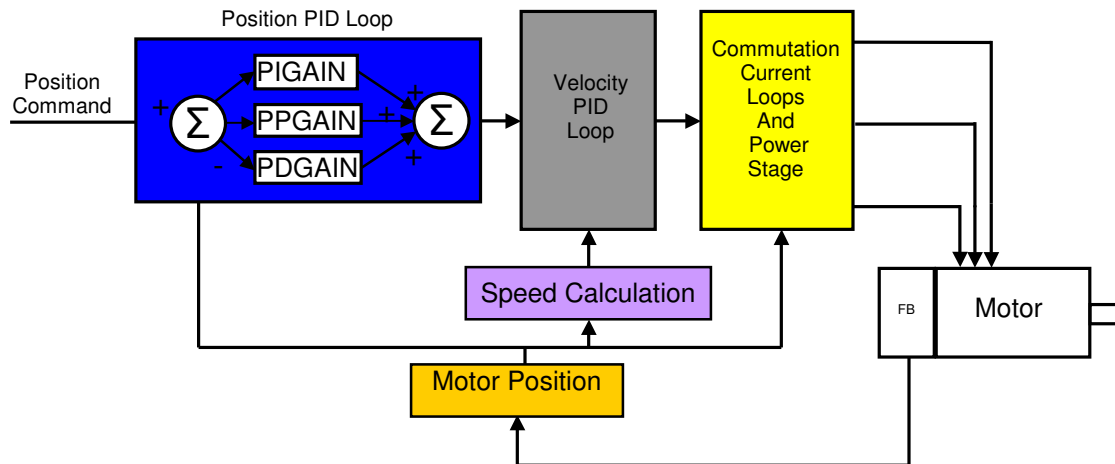 Position PID Loop
Position
Command
+
-
Σ
PIGAIN
PPGAIN
PDGAIN
+
+
+
Σ
Velocity
PID
Loop
Commutation
Current
Loops
And
Power
Stage
Speed Calculation
Motor Position
FB
Motor